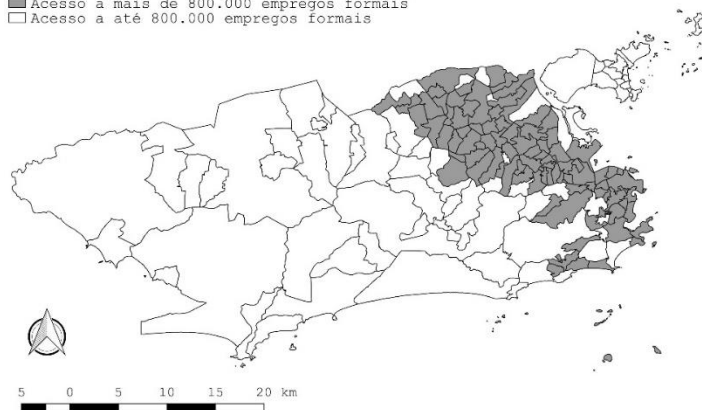 Acesso a mais de 800.000 empregos formais
Acesso a até 800.000 empregos formais
5 0 5 10 15 20 km